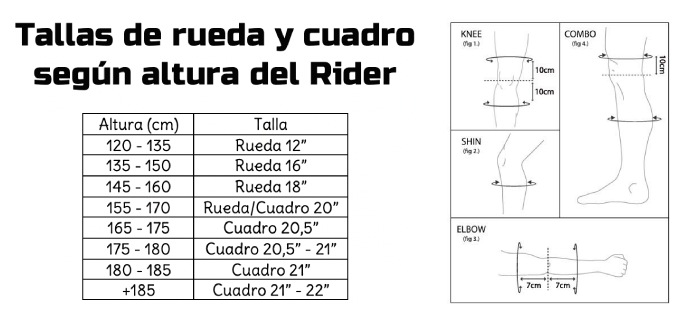 Tallas de rueda y cuadro
según altura del Rider
Altura (cm) Talla
120 - 135 Rueda 12"
135 - 150 Rueda 16"
145 - 160 Rueda 18"
155 - 170 Rueda/Cuadro 20"
165 - 175 Cuadro 20,5"
175 - 180 Cuadro 20,5" - 21"
180 - 185 Cuadro 21"
+185 Cuadro 21" - 22"
KNEE
(fig 1.)
10cm
10cm
COMBO
(fig 4.)
10cm
SHIN
(fig 2.)
ELBOW
(fig 3.)
7cm 7cm